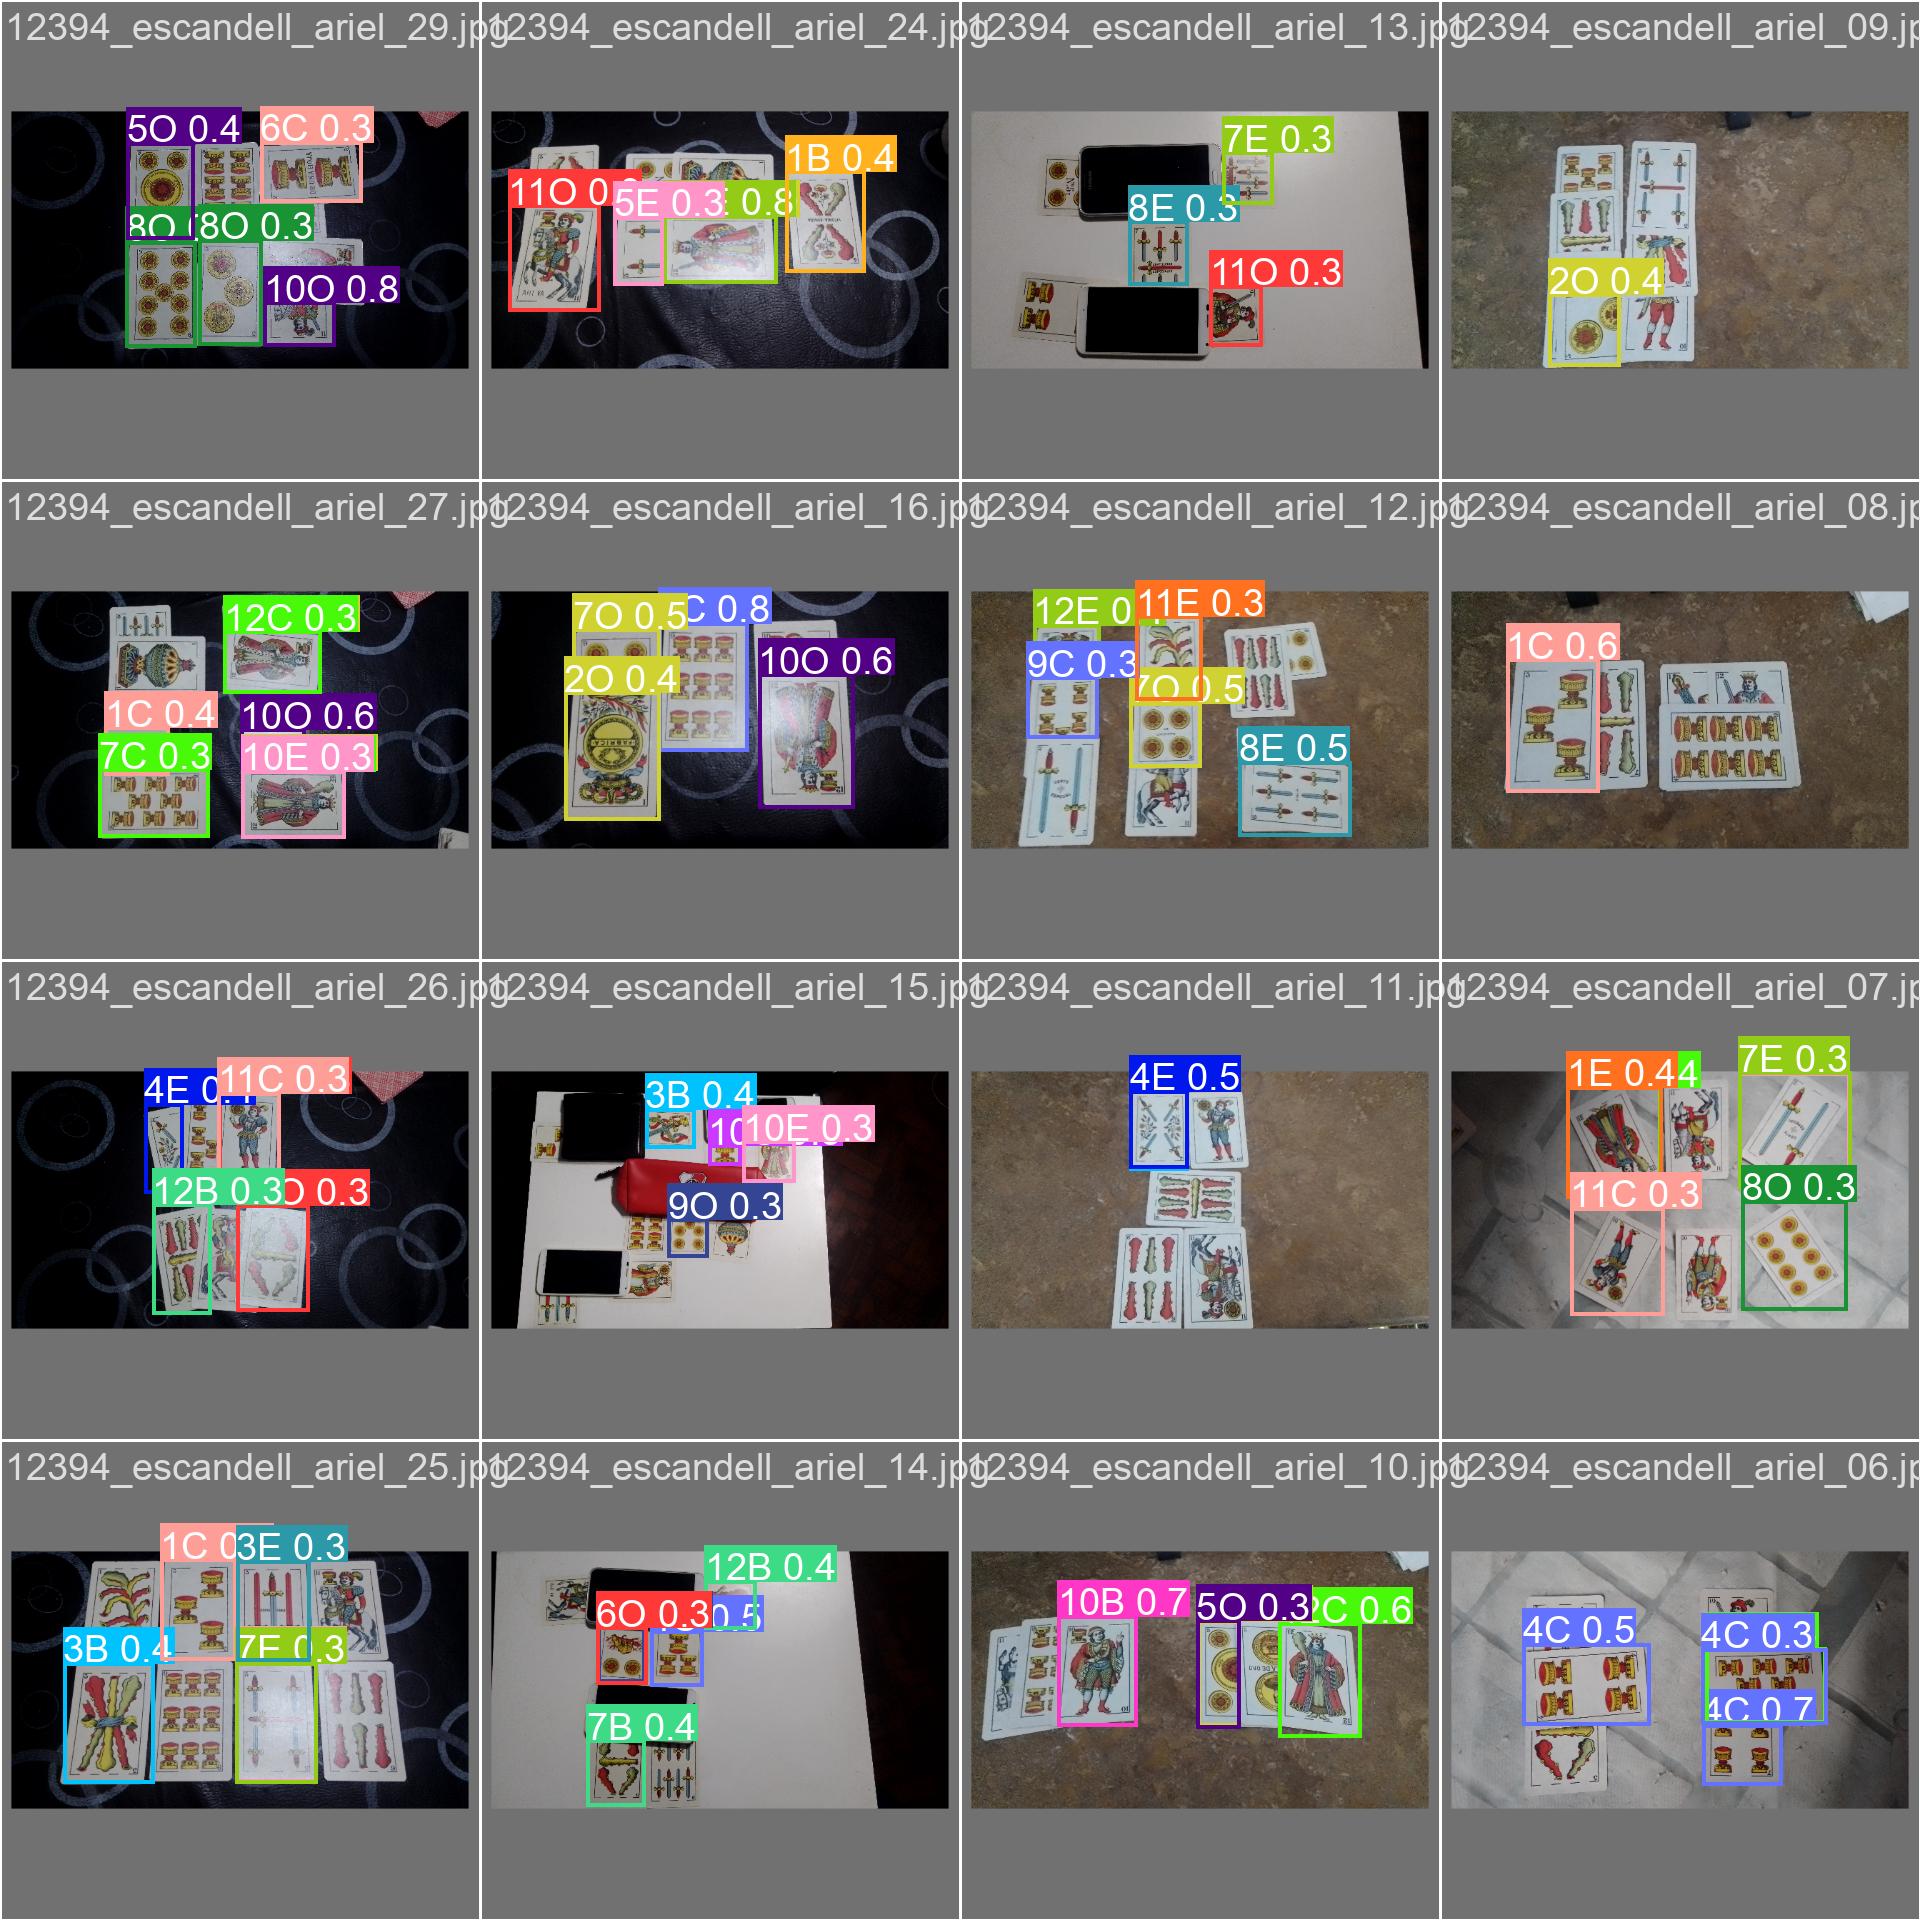 12394_escandell_ariel_29.jpg
12394_escandell_ariel_24.jpg
12394_escandell_ariel_13.jpg
12394_escandell_ariel_09.jp
5O 0.4
6C 0.3
8O
8O 0.3
10O 0.8
11O 0.
5E 0.3
0.8
1B 0.4
7E 0.3
8E 0.3
11O 0.3
2O 0.4
12394_escandell_ariel_27.jpg
12394_escandell_ariel_16.jpg
12394_escandell_ariel_12.jpg
12394_escandell_ariel_08.jp
12C 0.3
1C 0.4
10O 0.6
7C 0.3
10E 0.3
7O 0.5
C 0.8
2O 0.4
10O 0.6
FABRICA
12E 0.
11E 0.3
9C 0.3
7O 0.5
8E 0.5
1C 0.6
12394_escandell_ariel_26.jpg
12394_escandell_ariel_15.jpg
12394_escandell_ariel_11.jpg
12394_escandell_ariel_07.jp
4E 0.
11C 0.3
12B 0.3
O 0.3
3B 0.4
10
10E 0.3
9O 0.3
4E 0.5
1E 0.4
4
7E 0.3
11C 0.3
8O 0.3
12394_escandell_ariel_25.jpg
12394_escandell_ariel_14.jpg
12394_escandell_ariel_10.jpg
12394_escandell_ariel_06.jp
1C 0
3E 0.3
3B 0.4
7E 0.3
12B 0.4
6O 0.3
0.5
7B 0.4
10B 0.7
5O 0.3
2C 0.6
4C 0.5
4C 0.3
4C 0.7